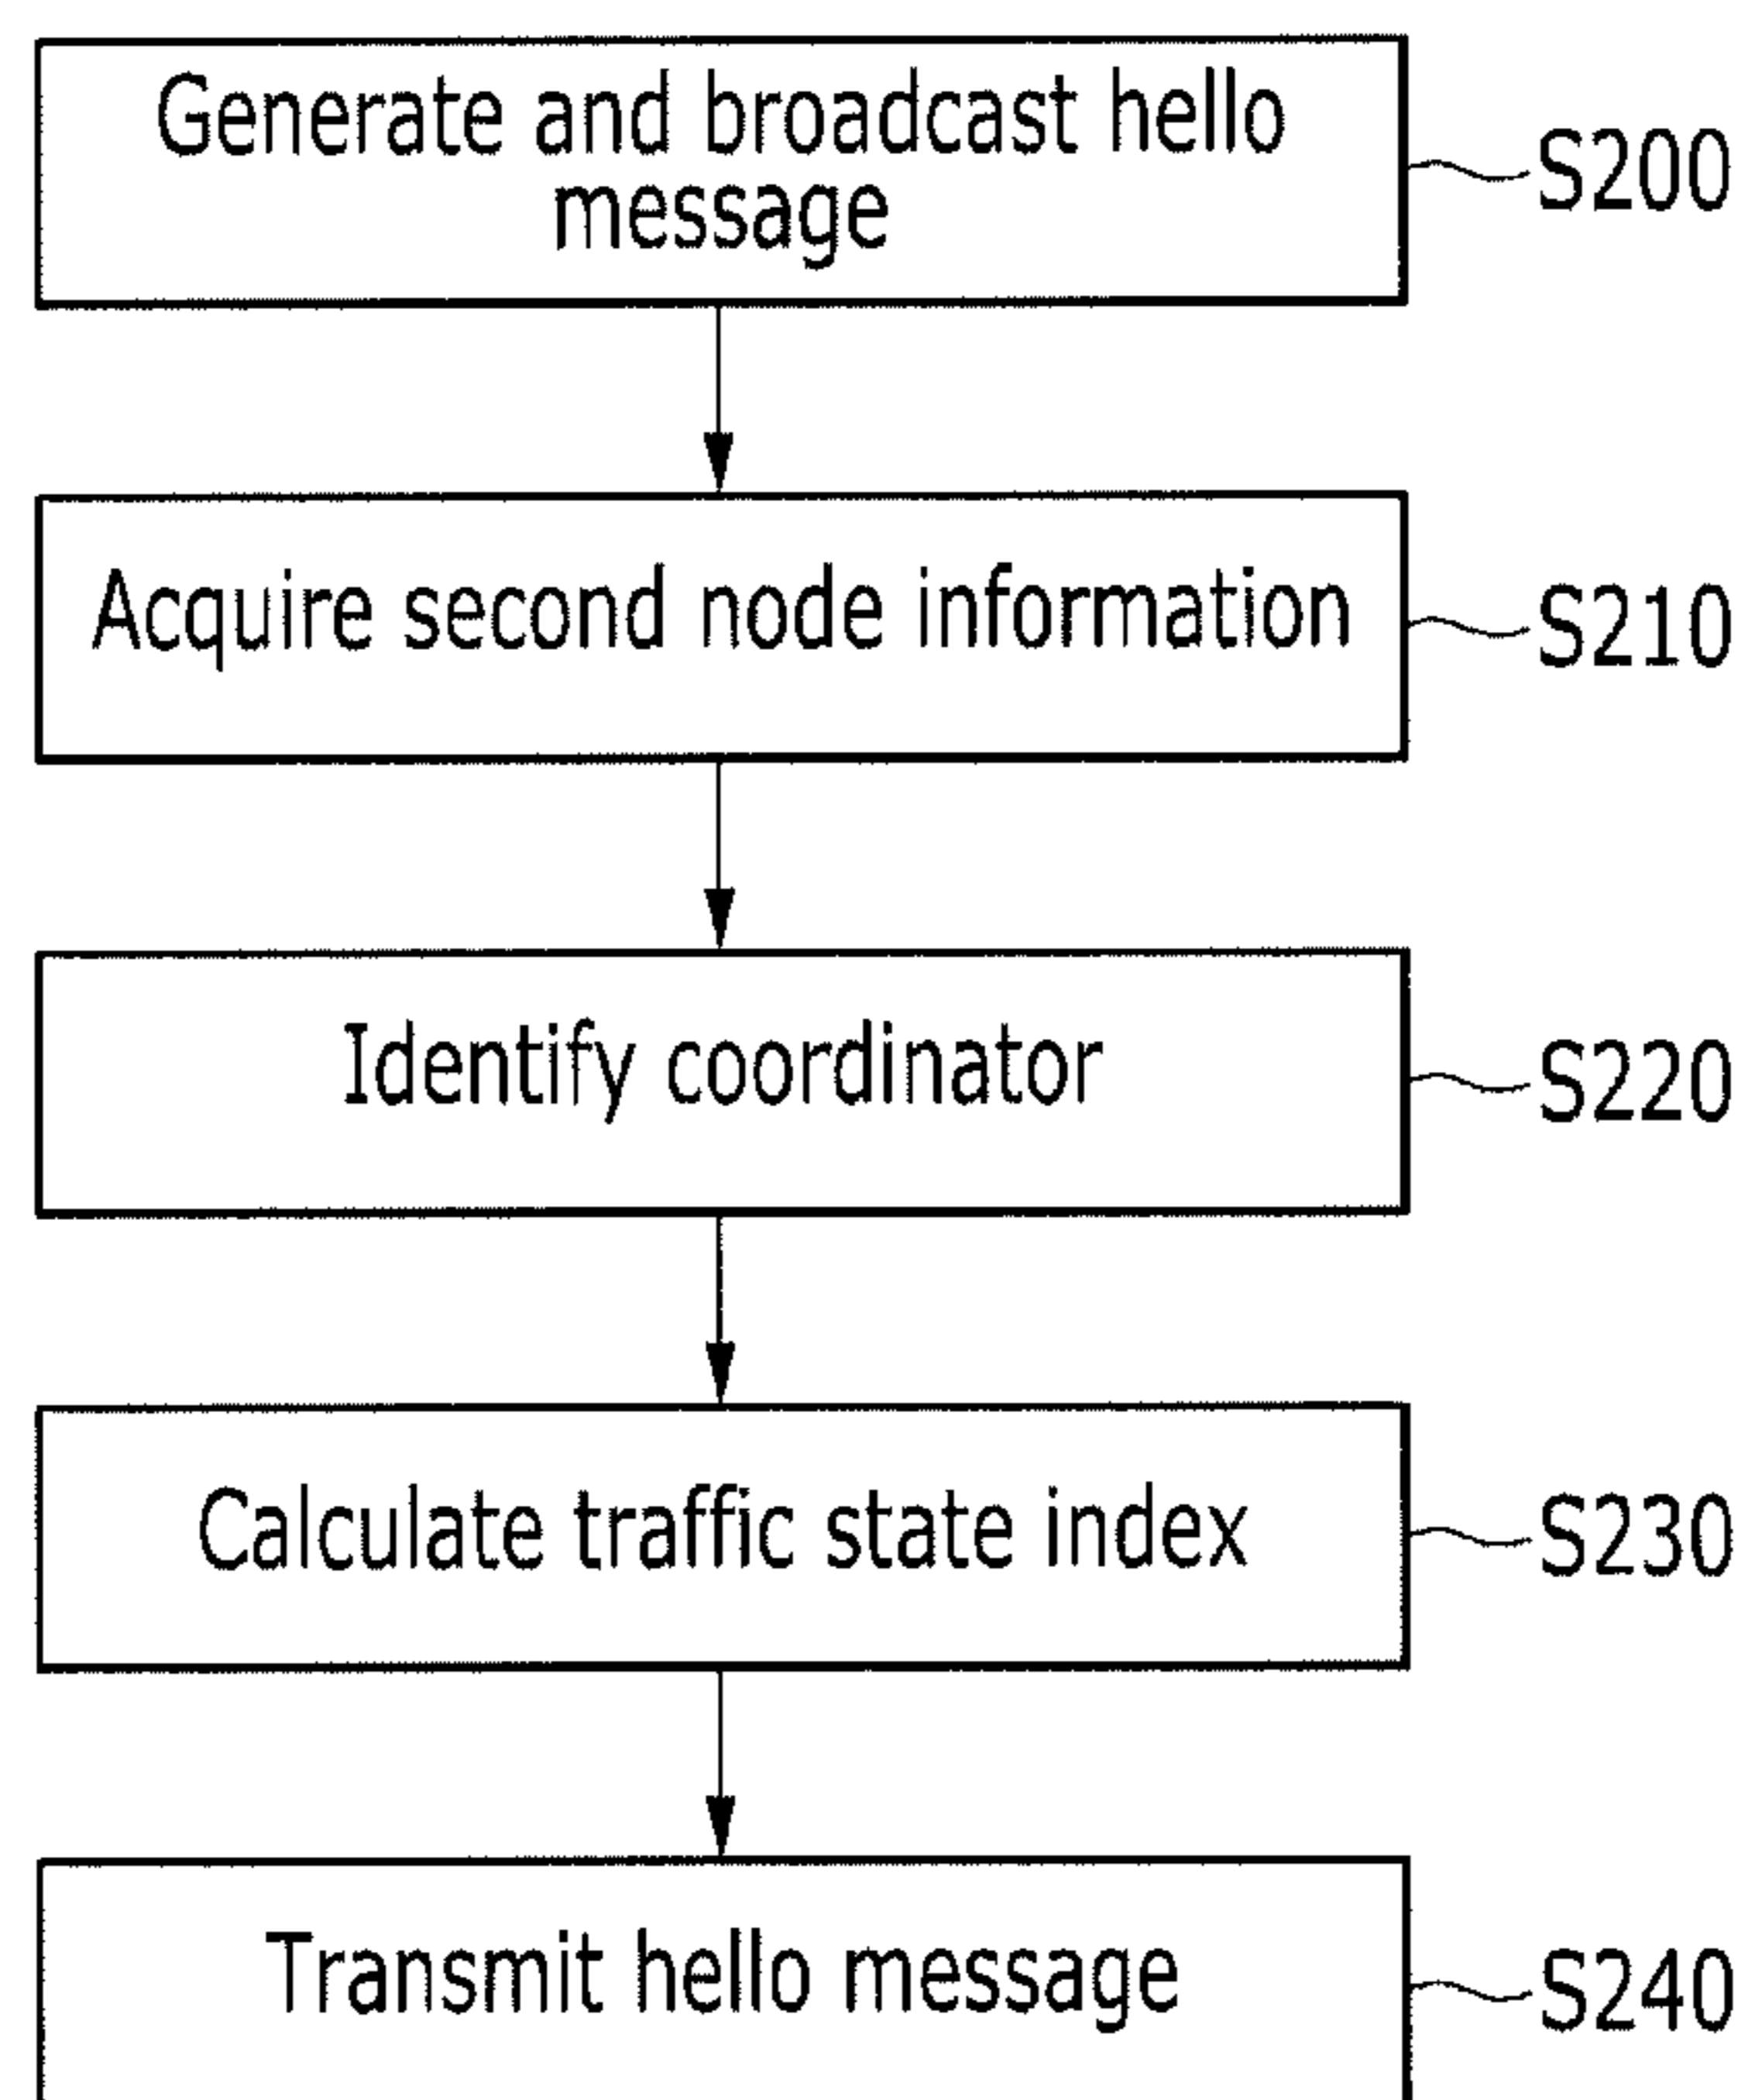 Generate and broadcast hello
message
S200
Acquire second node information
S210
Identify coordinator
S220
Calculate traffic state index
S230
Transmit hello message
S240